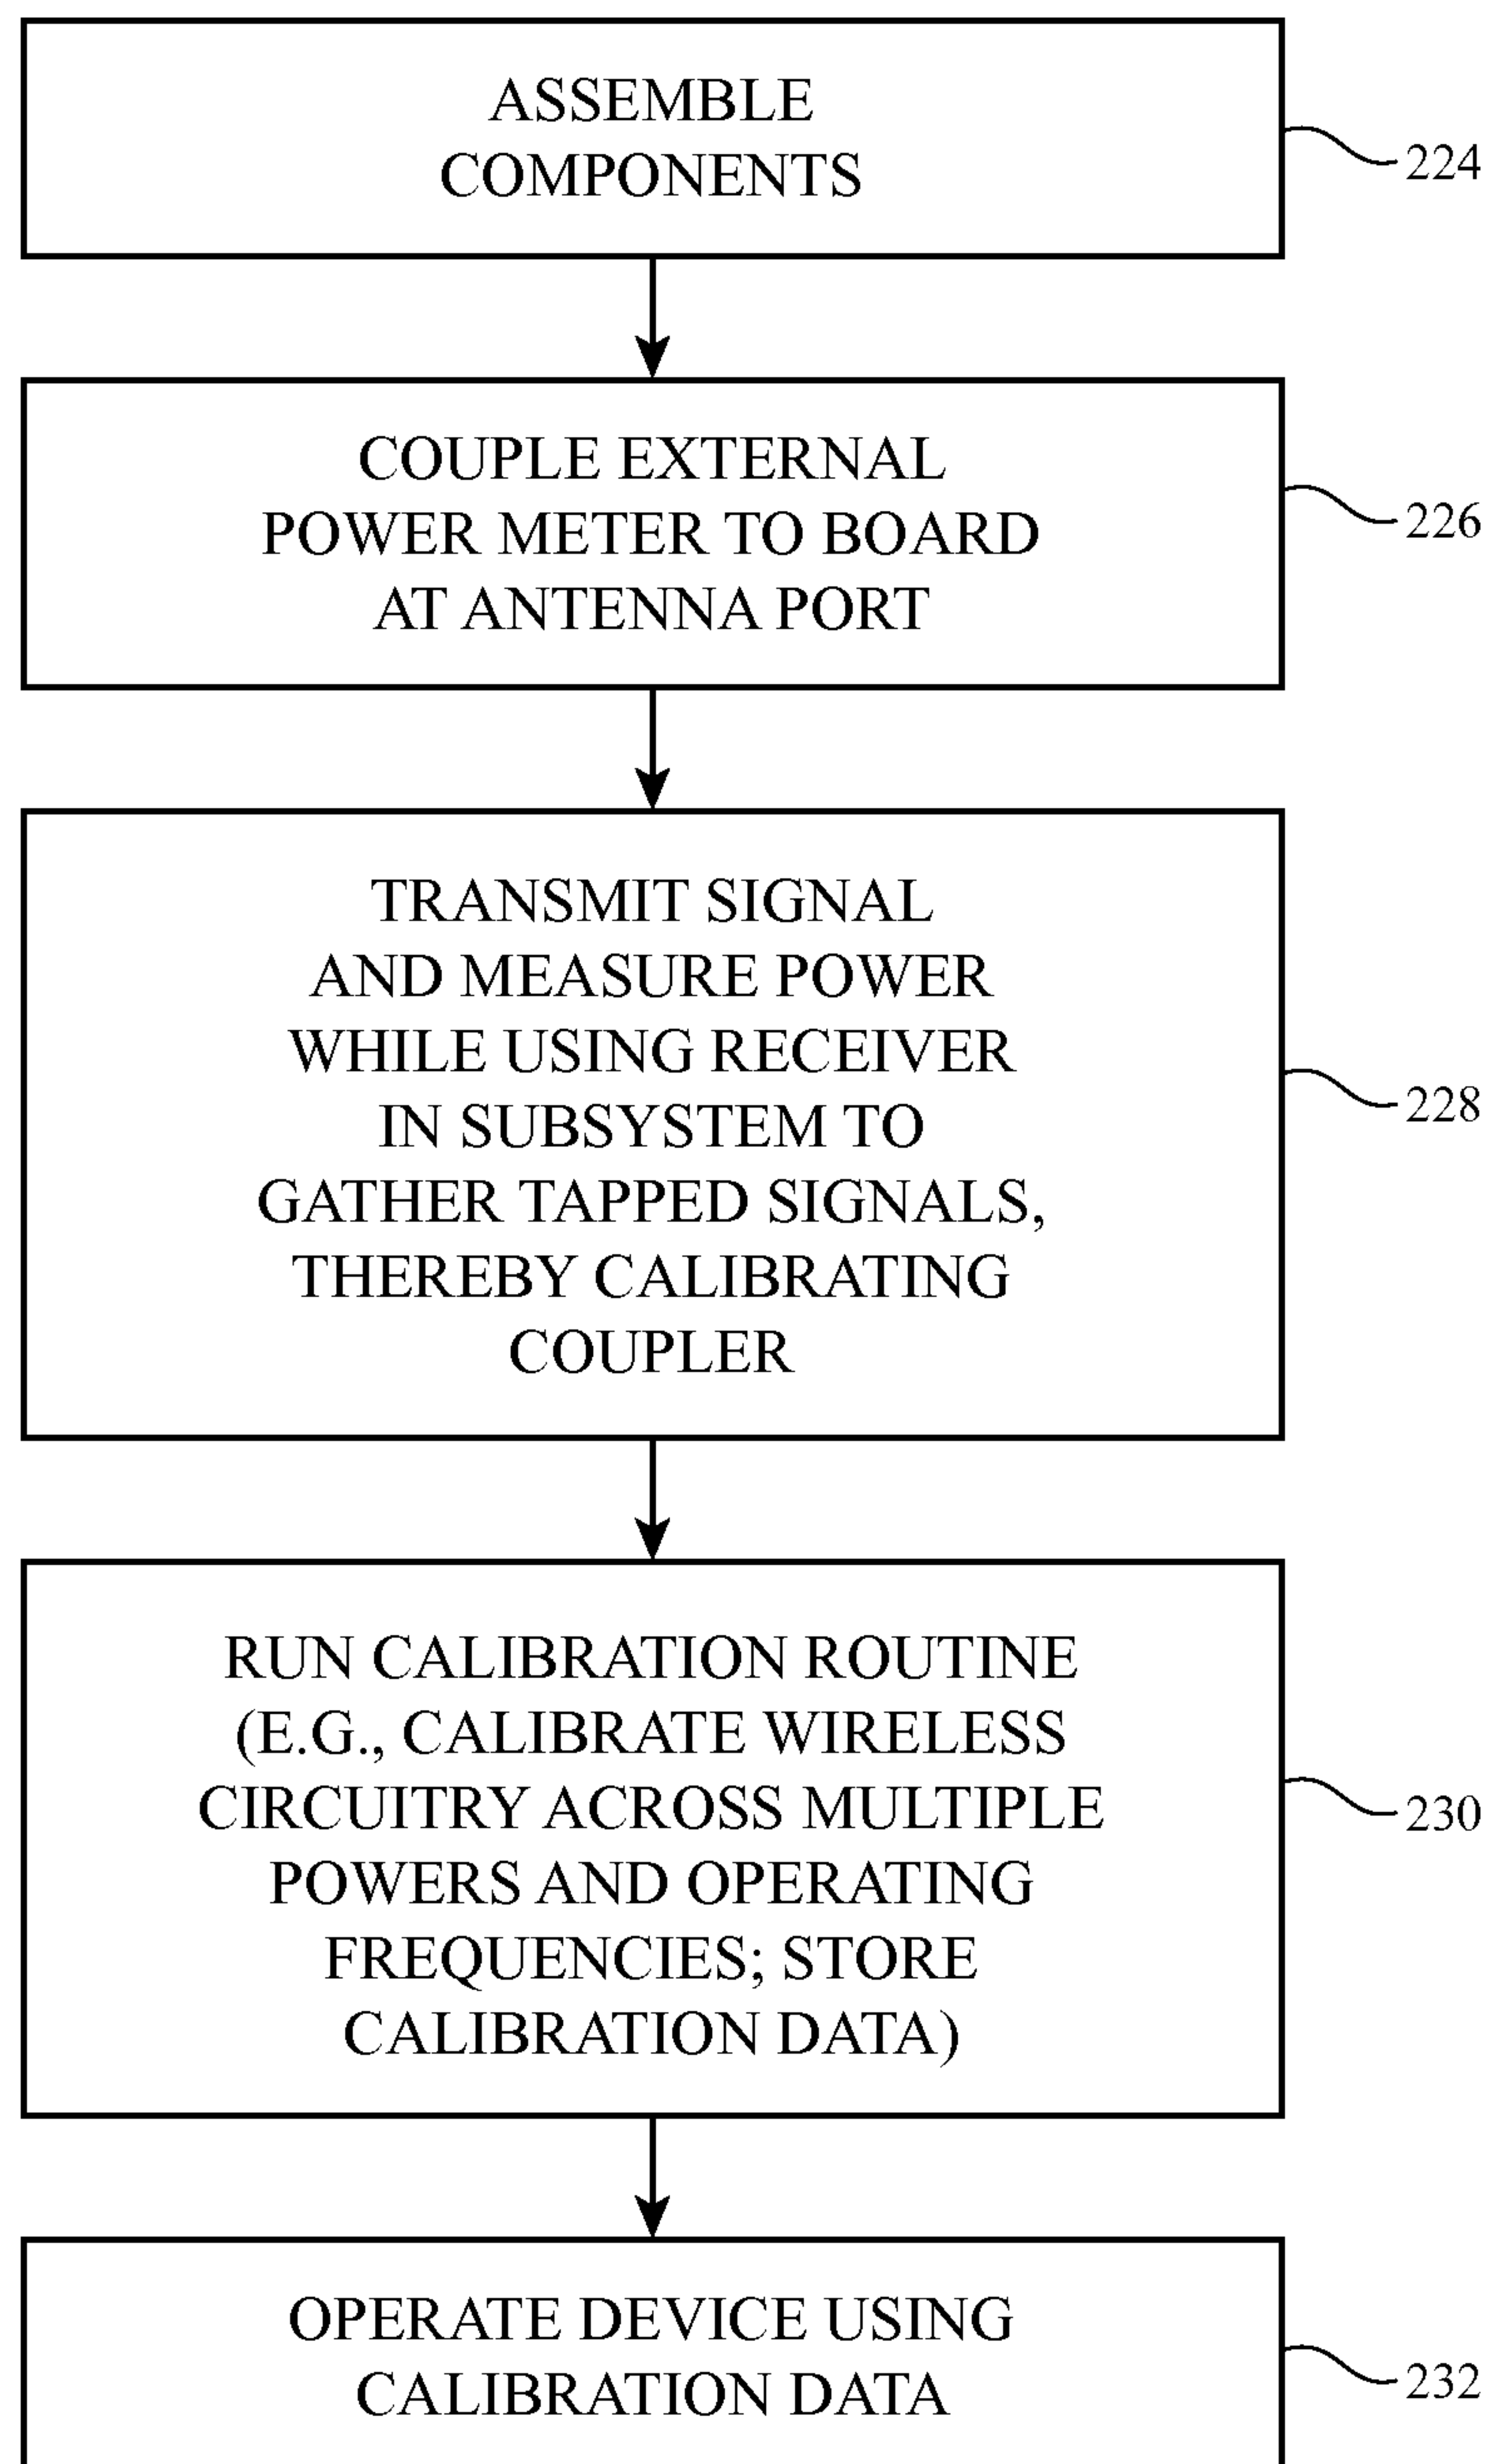 ASSEMBLE
COMPONENTS
224
COUPLE EXTERNAL
POWER METER TO BOARD
AT ANTENNA PORT
226
TRANSMIT SIGNAL
AND MEASURE POWER
WHILE USING RECEIVER
IN SUBSYSTEM TO
GATHER TAPPED SIGNALS,
THEREBY CALIBRATING
COUPLER
228
RUN CALIBRATION ROUTINE
(E.G., CALIBRATE WIRELESS
CIRCUITRY ACROSS MULTIPLE
POWERS AND OPERATING
FREQUENCIES; STORE
CALIBRATION DATA)
230
OPERATE DEVICE USING
CALIBRATION DATA
232